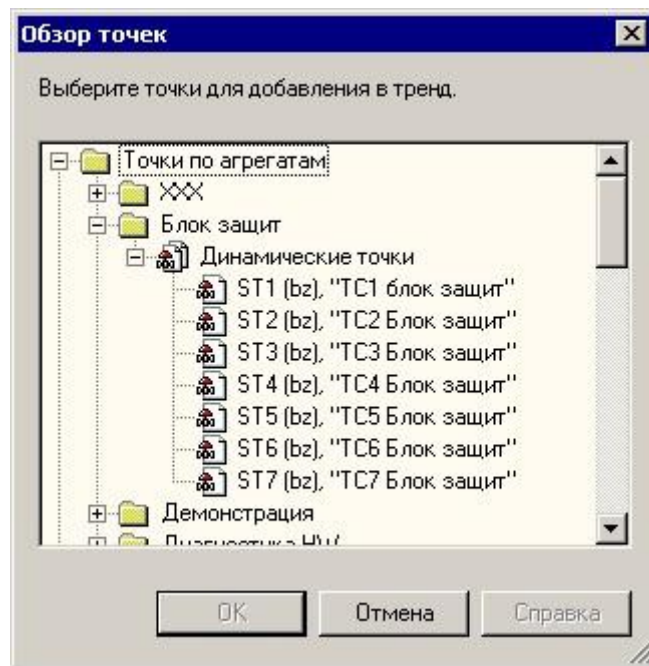 Обзор точек
Выберите точки для добавления в тренд.
Точки по агрегатам
XXX
Блок защит
Динамические точки
ST1 (bz), "ТС1 блок защит"
ST2 (bz), "ТС2 Блок защит"
ST3 (bz), "ТС3 Блок защит"
ST4 (bz), "ТС4 Блок защит"
ST5 (bz), "ТС5 Блок защит"
ST6 (bz), "ТС6 Блок защит"
ST7 (bz), "ТС7 Блок защит"
Демонстрация
Диагностика
OK Отмена Справка